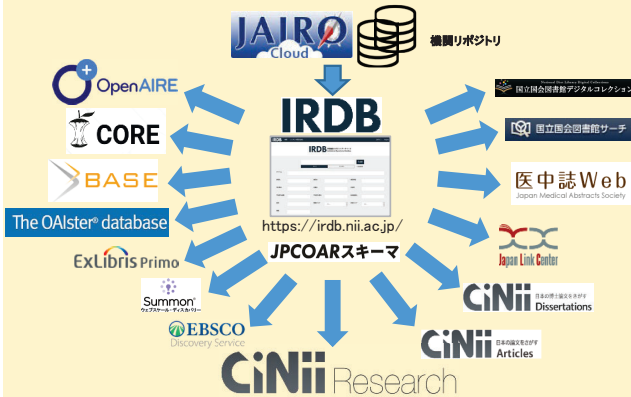 JAIRO
Cloud
機関リポジトリ
IRDB
IRDB
https://irdb.nii.ac.jp/
JPCOARスキーマ
OpenAIRE
CORE
BASE
The OAIster® database
ExLibris Primo
Summon®
ウェブスケール・ディスカバリー
EBSCO
Discovery Service
CiNii Research
CiNii 日本の論文をさがす
Articles
CiNii 日本の博士論文をさがす
Dissertations
Japan Link Center
医中誌Web
Japan Medical Abstracts Society
国立国会図書館サーチ
National Diet Library Digital Collections
国立国会図書館デジタルコレクション